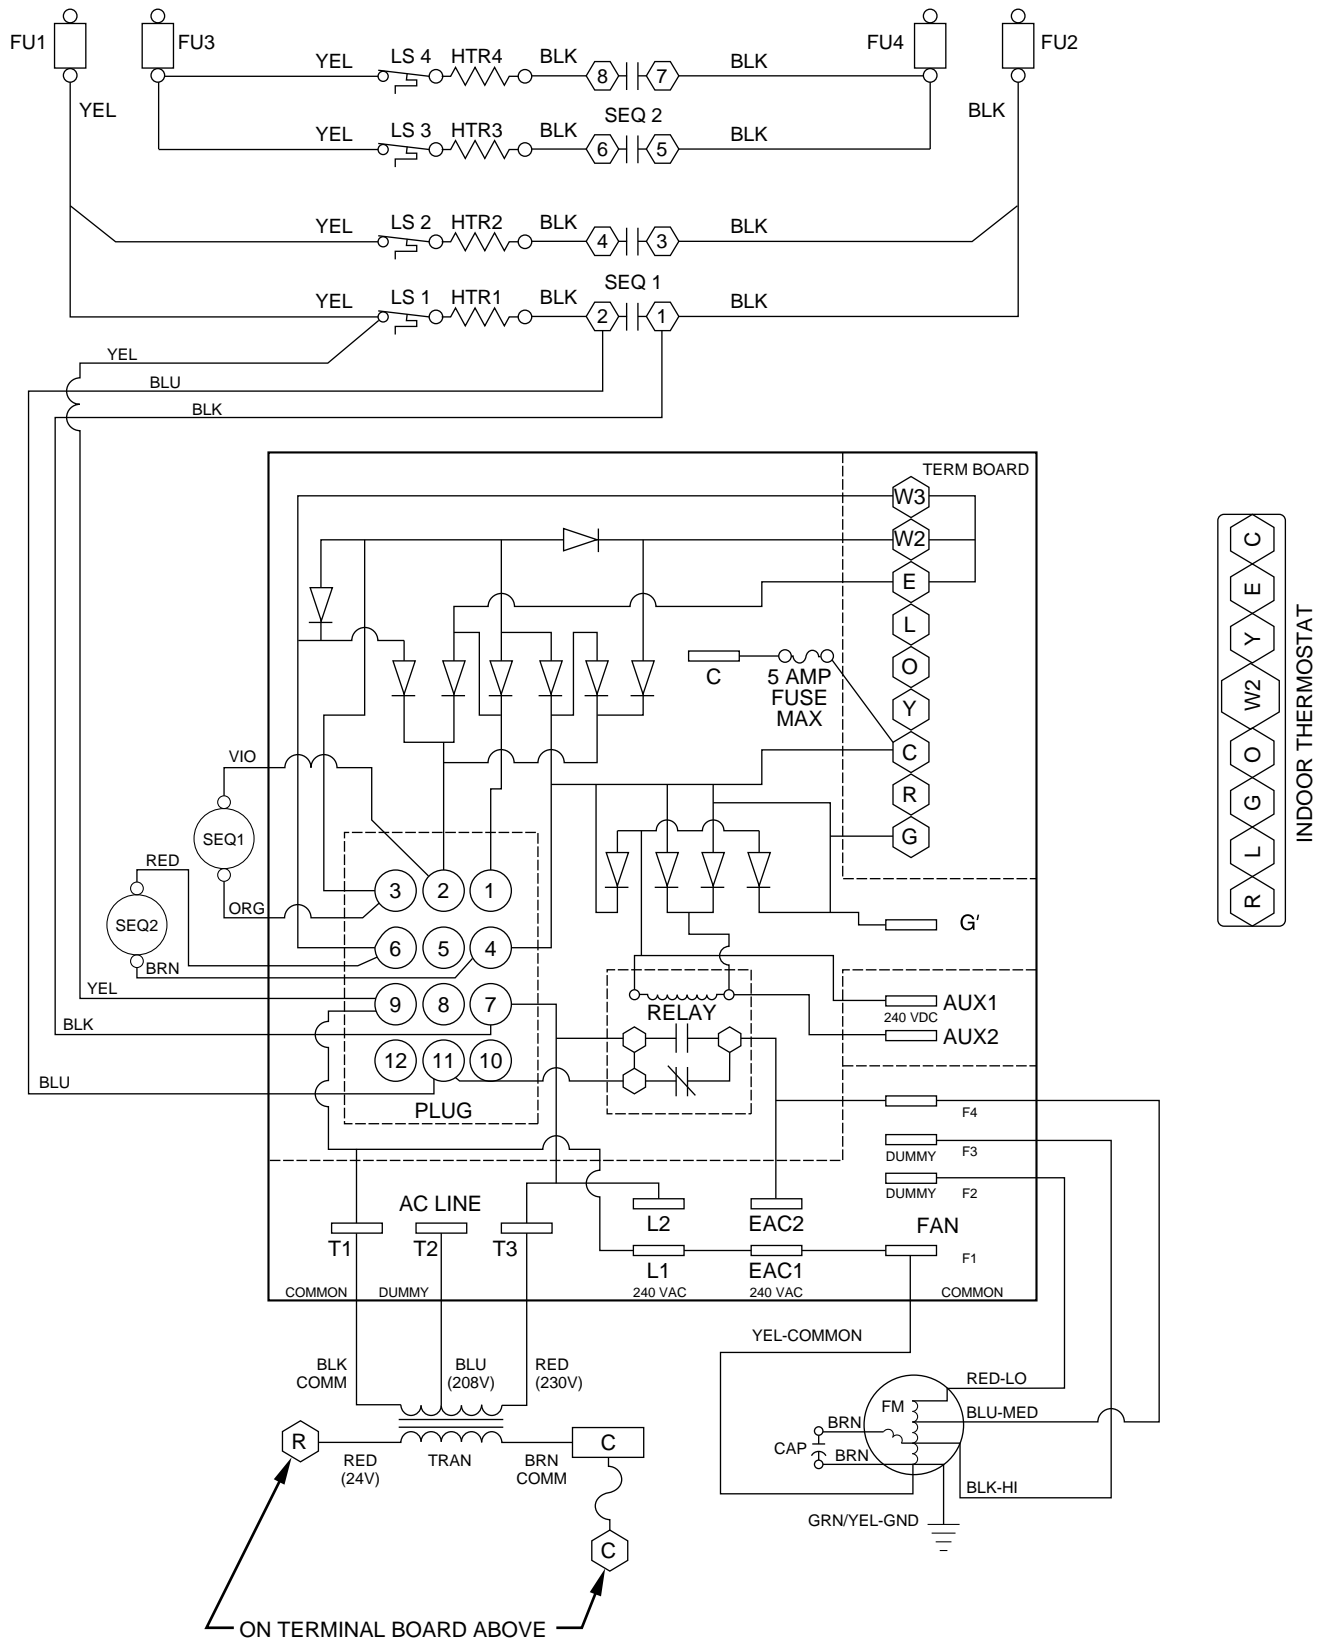 FU1
FU3
YEL
LS 4
HTR4
BLK
8
7
BLK
FU4
FU2
YEL
SEQ 2
BLK
YEL
LS 3
HTR3
BLK
6
5
BLK
YEL
LS 2
HTR2
BLK
4
3
BLK
SEQ 1
YEL
LS 1
HTR1
BLK
2
1
BLK
YEL
BLU
BLK
TERM BOARD
W3
W2
E
L
O
Y
C
R
G
C
5 AMP
FUSE
MAX
VIO
SEQ1
RED
ORG
SEQ2
BRN
YEL
BLK
BLU
3
2
1
6
5
4
9
8
7
12
11
10
PLUG
RELAY
G'
AUX1
240 VDC
AUX2
F4
DUMMY
F3
DUMMY
F2
FAN
F1
COMMON
AC LINE
T1
T2
T3
COMMON
DUMMY
L2
EAC2
L1
240 VAC
EAC1
240 VAC
BLK
COMM
BLU
(208V)
RED
(230V)
R
RED
(24V)
TRAN
BRN
COMM
C
C
ON TERMINAL BOARD ABOVE
YEL-COMMON
FM
BRN
CAP
BRN
RED-LO
BLU-MED
BLK-HI
GRN/YEL-GND
R
L
G
O
W2
Y
E
C
INDOOR THERMOSTAT